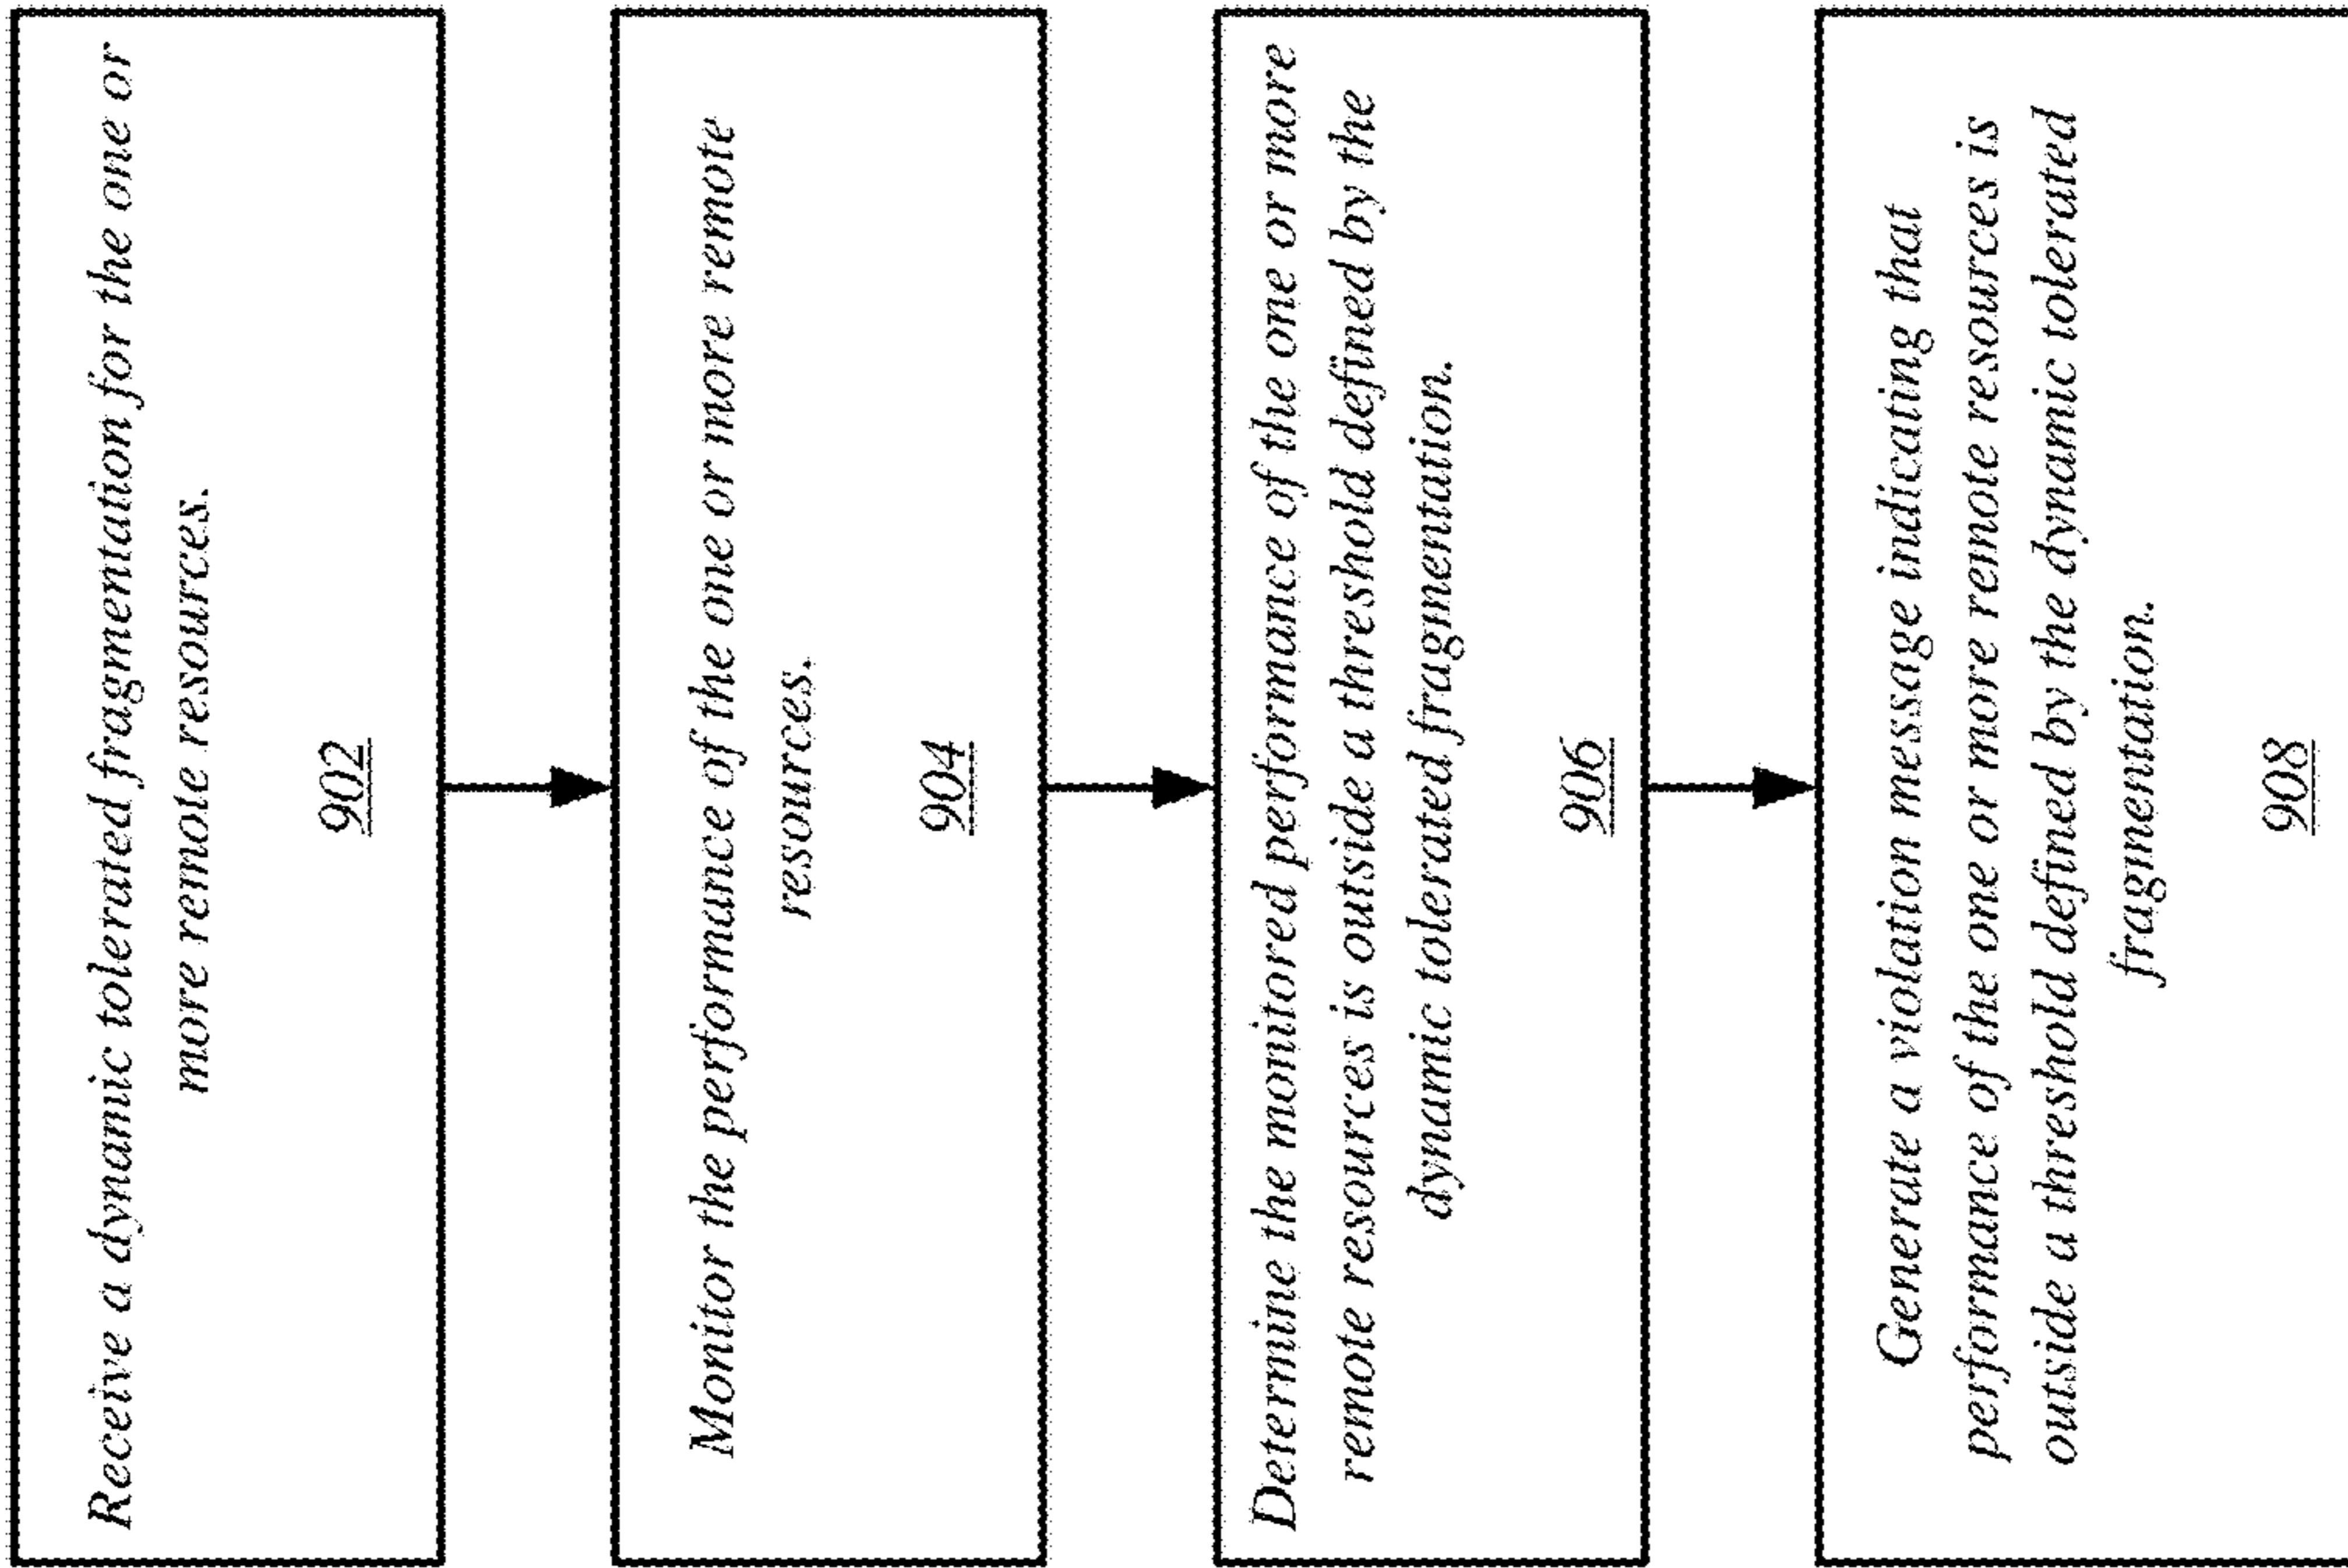 Receive a dynamic tolerated fragmentation for the one or
more remote resources.
902
Monitor the performance of the one or more remote
resources.
904
Determine the monitored performance of the one or more
remote resources is outside a threshold defined by the
dynamic tolerated fragmentation.
906
Generate a violation message indicating that
performance of the one or more remote resources is
outside a threshold defined by the dynamic tolerated
fragmentation.
908